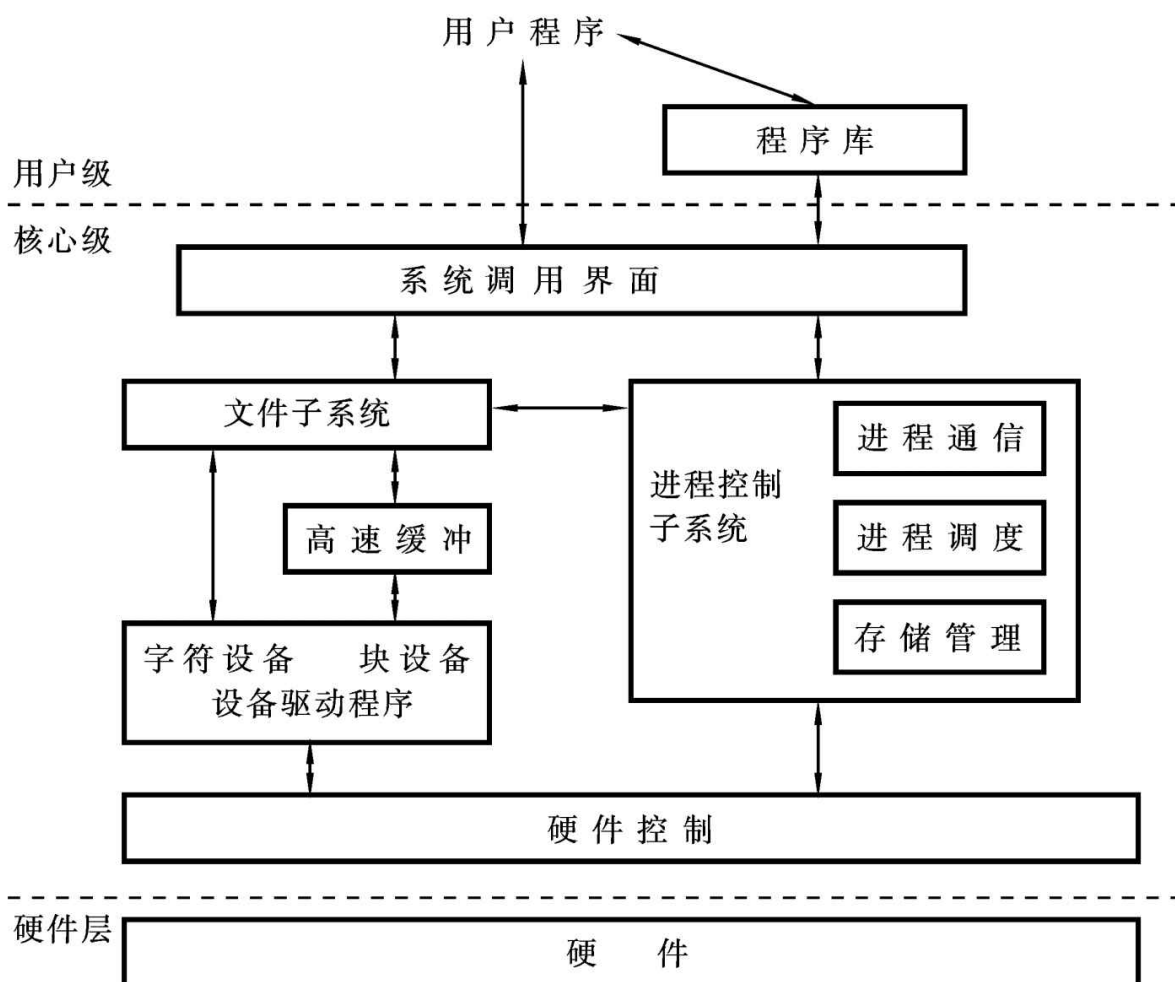 用户程序
程序库
用户级
核心级
系统调用界面
文件子系统
进程通信
进程控制
子系统
高速缓冲
进程调度
存储管理
字符设备 块设备
设备驱动程序
硬件控制
硬件层
硬件